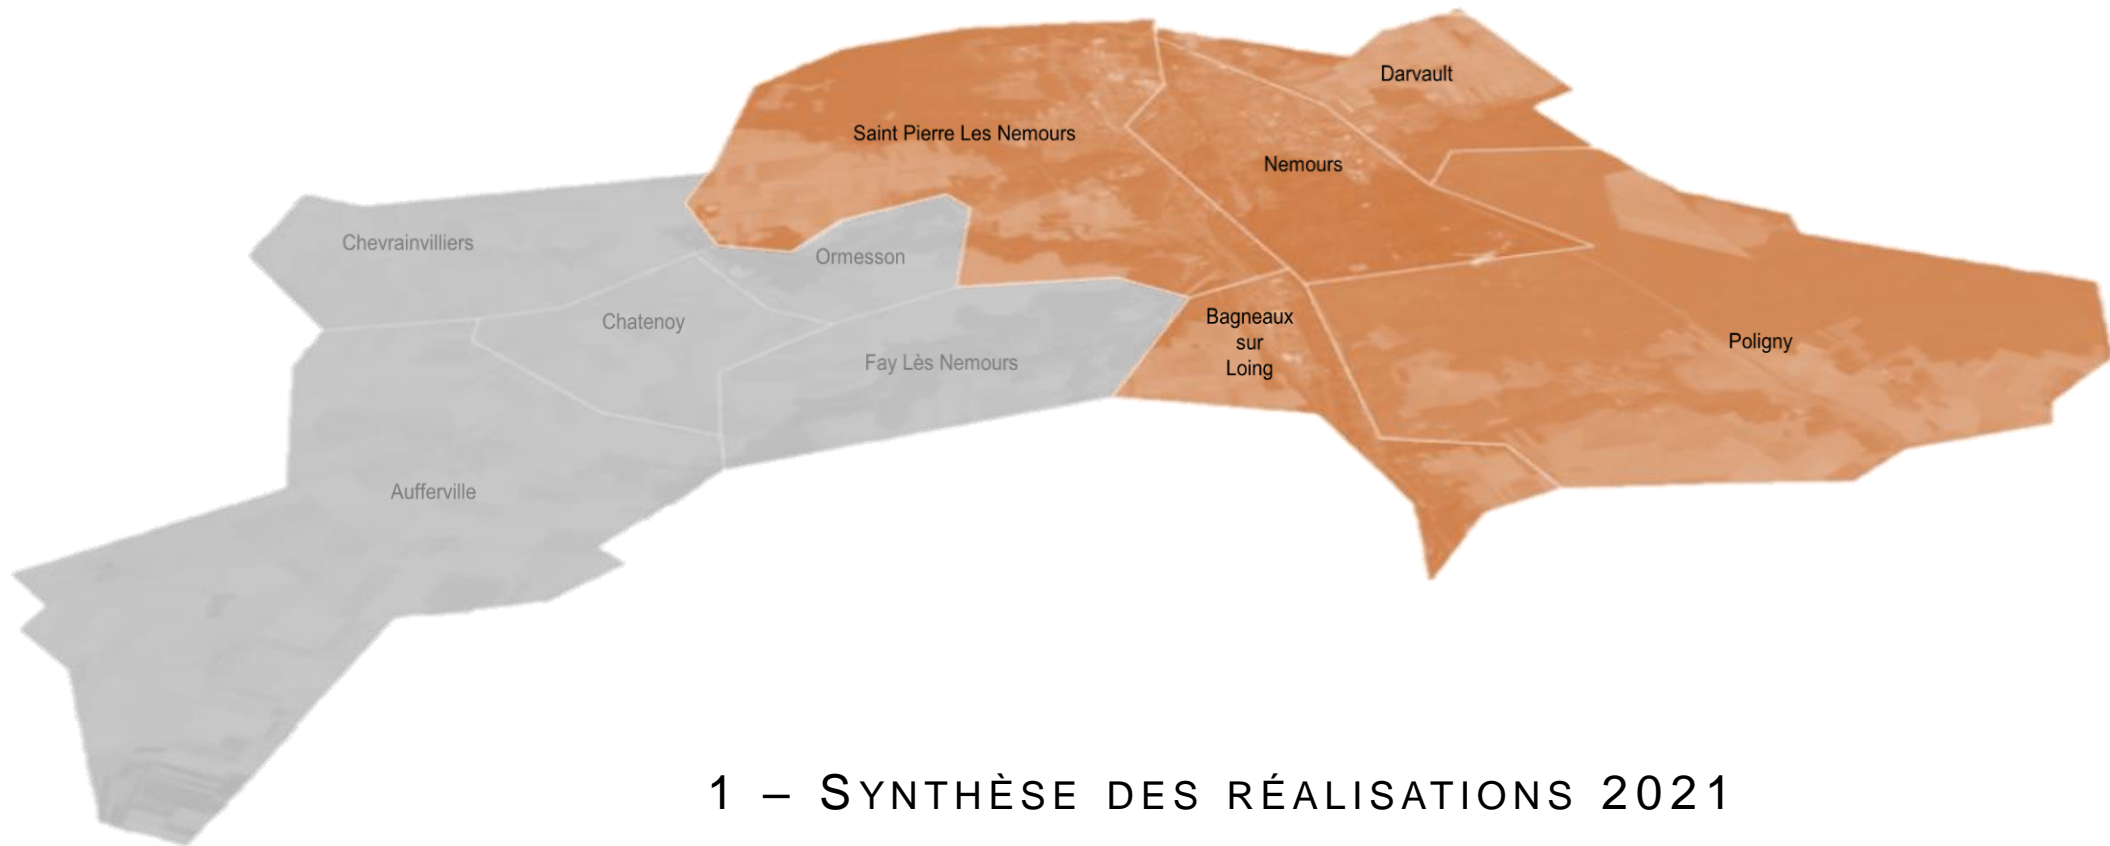 Darvault
Saint Pierre Les Nemours
Nemours
Chevrainvilliers
Ormesson
Chatenoy
Bagneaux
sur
Loing
Poligny
Fay Lès Nemours
Aufferville
1 – SYNTHÈSE DES RÉALISATIONS 2021